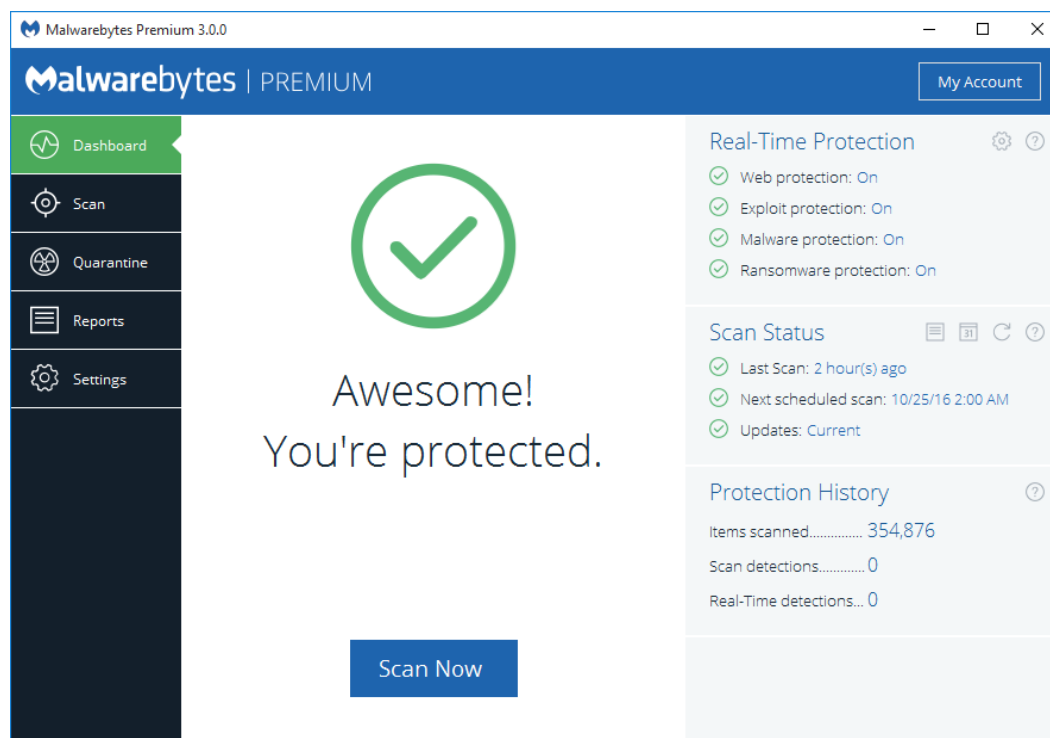 Malwarebytes Premium 3.0.0
Malwarebytes | PREMIUM
My Account
Dashboard
Scan
Quarantine
Reports
Settings
Awesome!
You're protected.
Scan Now
Real-Time Protection
?
Web protection: On
Exploit protection: On
Malware protection: On
Ransomware protection: On
Scan Status
31
?
Last Scan: 2 hour(s) ago
Next scheduled scan: 10/25/16 2:00 AM
Updates: Current
Protection History
?
Items scanned............... 354,876
Scan detections............. 0
Real-Time detections... 0